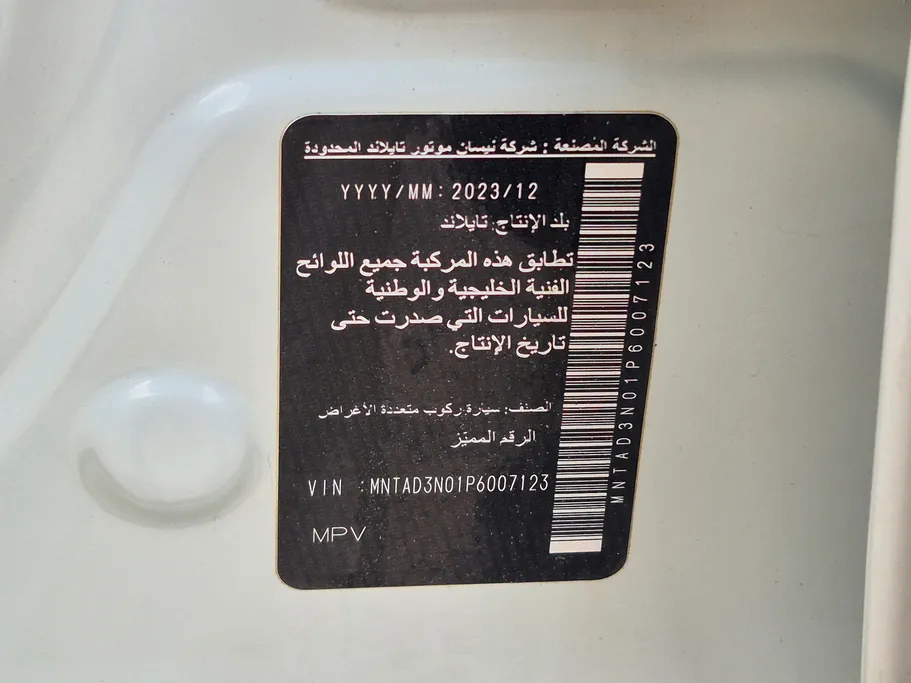 الشركة المصنعة : شركة نيسان موتور تايلاند المحدودة
YYYY/MM: 2023/12
بلد الإنتاج: تايلاند
تطابق هذه المركبة جميع اللوائح
الفنية الخليجية والوطنية
للسيارات التي صدرت حتى
تاريخ الإنتاج.
الصنف: سيارة ركوب متعددة الأغراض
الرقم المميز
VIN :MNTAD3N01P6007123
MPV
MNTAD3N01P6007123